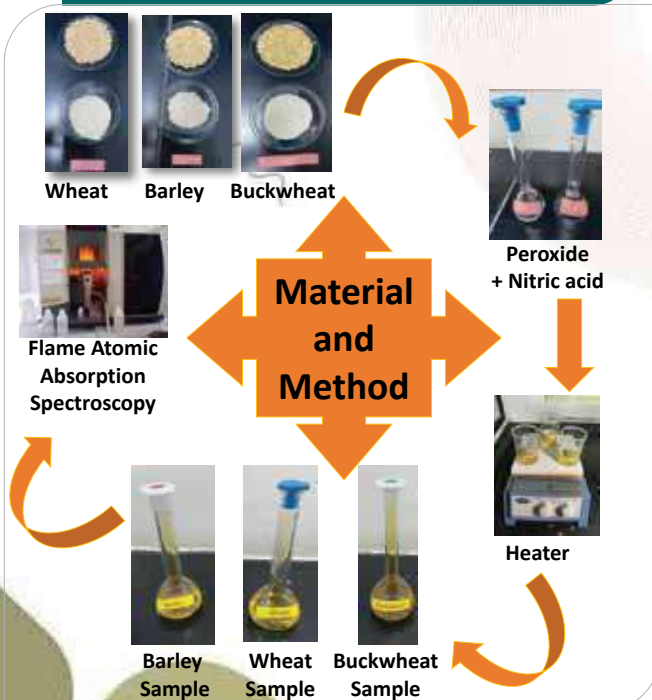 Wheat Barley Buckwheat
Peroxide
+ Nitric acid
Material
and
Method
Flame Atomic
Absorption
Spectroscopy
Heater
Barley
Sample
Wheat
Sample
Buckwheat
Sample